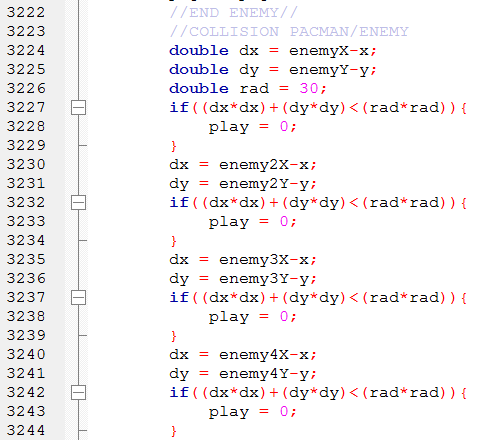 3222 //END ENEMY//
3223 //COLLISION PACMAN/ENEMY
3224 double dx = enemyX-x;
3225 double dy = enemyY-y;
3226 double rad = 30;
3227 if((dx*dx)+(dy*dy)<(rad*rad)){
3228 play = 0;
3229 }
3230 dx = enemy2X-x;
3231 dy = enemy2Y-y;
3232 if((dx*dx)+(dy*dy)<(rad*rad)){
3233 play = 0;
3234 }
3235 dx = enemy3X-x;
3236 dy = enemy3Y-y;
3237 if((dx*dx)+(dy*dy)<(rad*rad)){
3238 play = 0;
3239 }
3240 dx = enemy4X-x;
3241 dy = enemy4Y-y;
3242 if((dx*dx)+(dy*dy)<(rad*rad)){
3243 play = 0;
3244 }